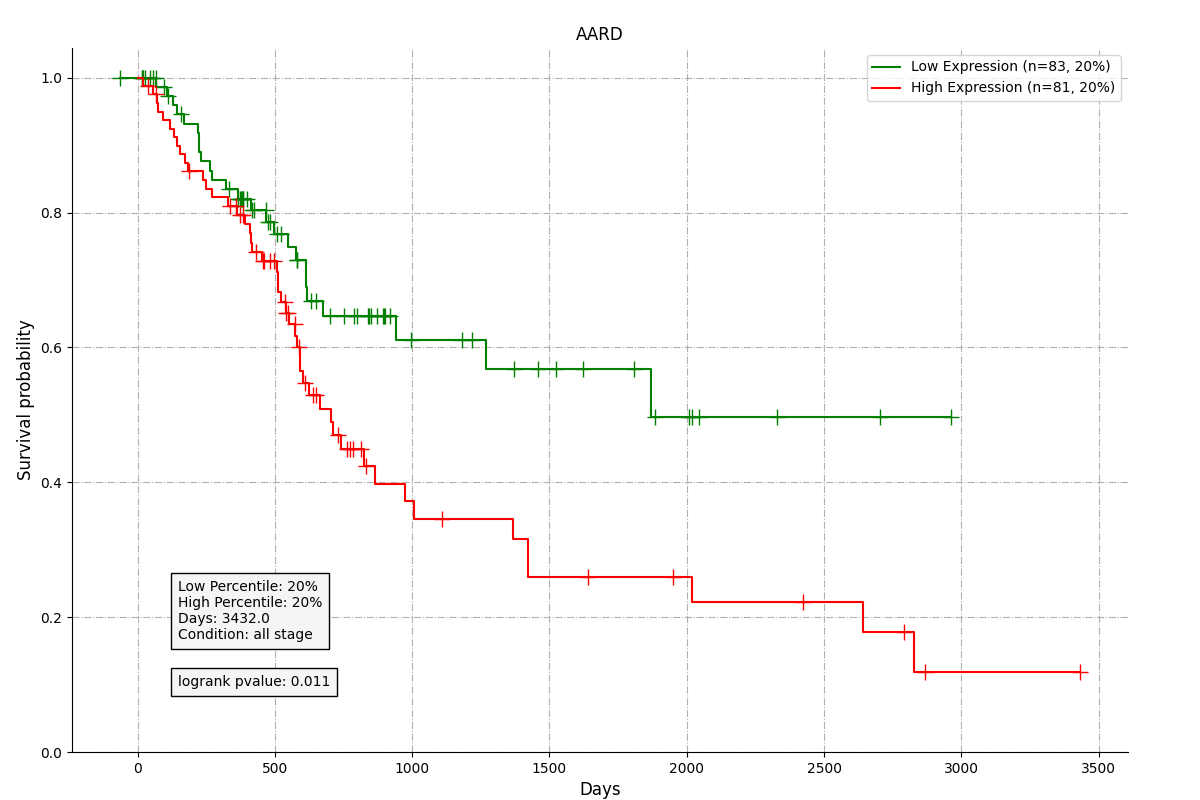 AARD
Low Expression (n=83, 20%)
High Expression (n=81, 20%)
Survival probability
1.0
0.8
0.6
0.4
0.2
0.0
Low Percentile: 20%
High Percentile: 20%
Days: 3432.0
Condition: all stage
logrank pvalue: 0.011
0 500 1000 1500 2000 2500 3000 3500
Days